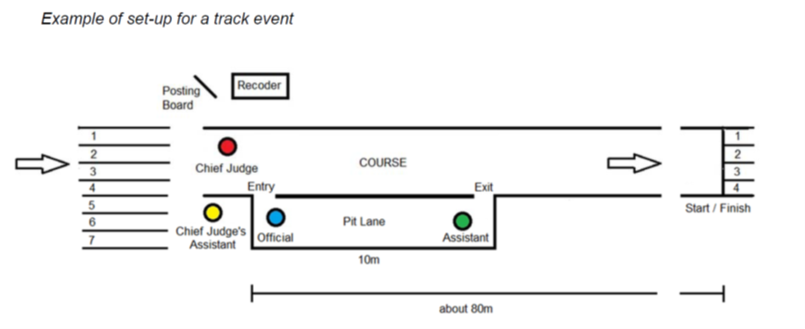 Example of set-up for a track event
Posting
Board
Recoder
1
2
3
4
5
6
7
Chief Judge
COURSE
1
2
3
4
Entry
Exit
Start / Finish
Chief Judge's
Assistant
Official
Pit Lane
Assistant
10m
about 80m